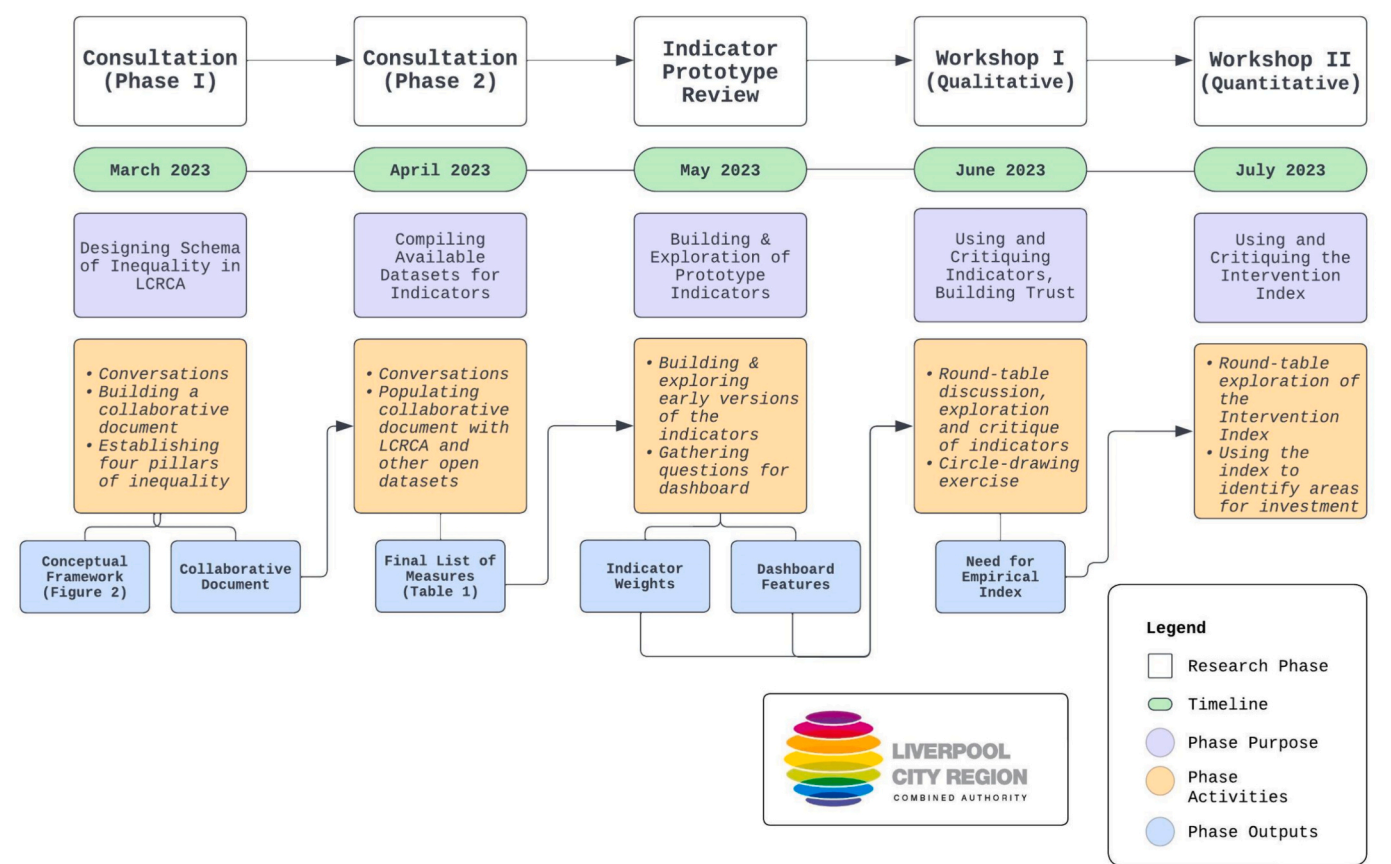 Consultation
(Phase I)
Consultation
(Phase 2)
Indicator
Prototype
Review
Workshop I
(Qualitative)
Workshop II
(Quantitative)
March 2023
April 2023
May 2023
June 2023
July 2023
Designing Schema
of Inequality in
LCRCA
Compiling
Available
Datasets for
Indicators
Building &
Exploration of
Prototype
Indicators
Using and
Critiquing
Indicators,
Building Trust
Using and
Critiquing the
Intervention
Index
• Conversations
• Building a
collaborative
document
• Establishing
four pillars
of inequality
• Conversations
• Populating
collaborative
document with
LCRCA and
other open
datasets
• Building &
exploring
early versions
of the
indicators
• Gathering
questions for
dashboard
• Round-table
discussion,
exploration
and critique
of indicators
• Circle-drawing
exercise
• Round-table
exploration of
the
Intervention
Index
• Using the
index to
identify areas
for investment
Conceptual
Framework
(Figure 2)
Collaborative
Document
Final List of
Measures
(Table 1)
Indicator
Weights
Dashboard
Features
Need for
Empirical
Index
Legend
Research Phase
Timeline
Phase Purpose
Phase
Activities
Phase Outputs
LIVERPOOL
CITY REGION
COMBINED AUTHORITY